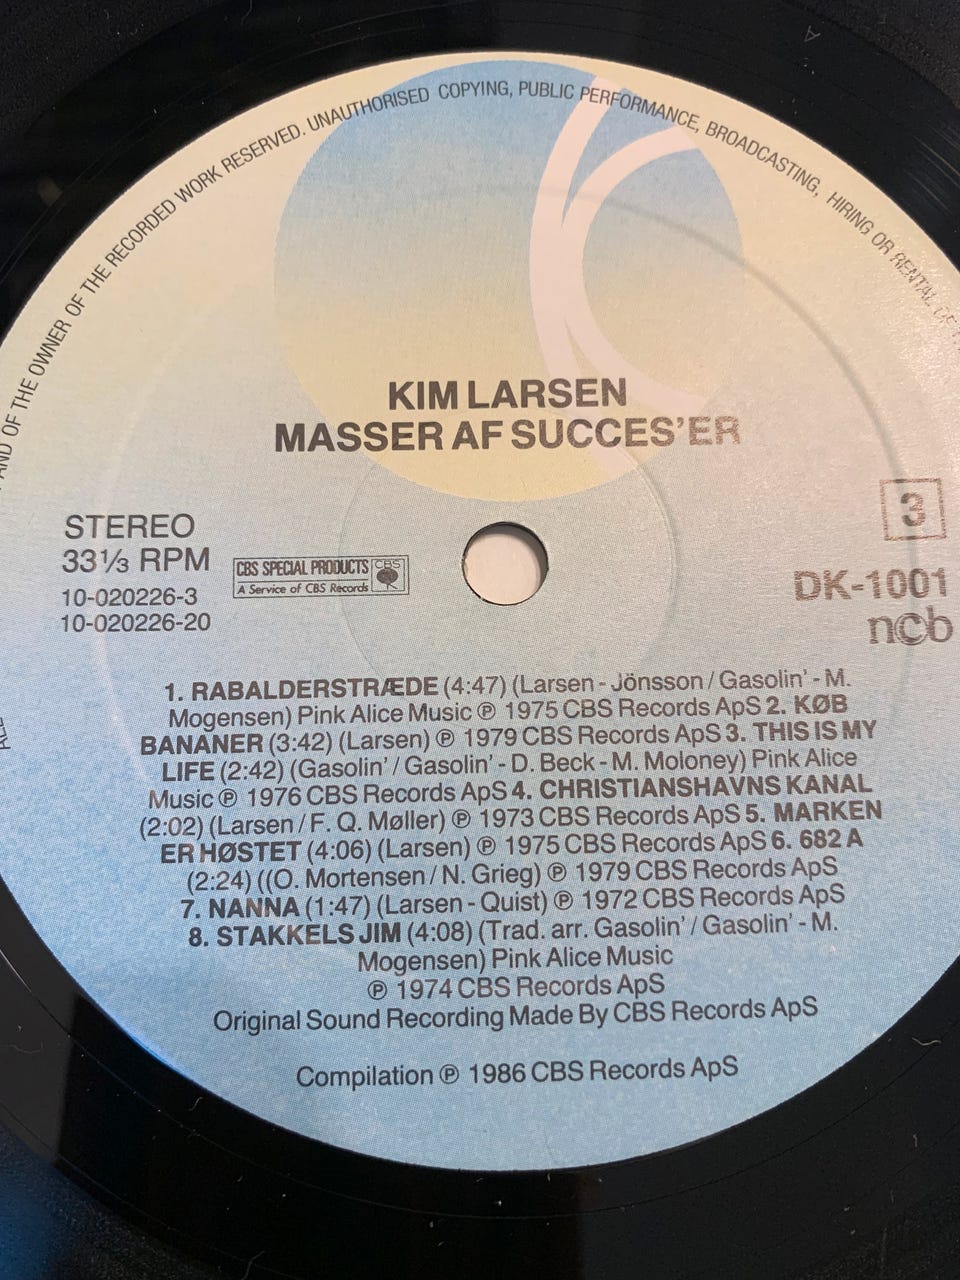 AND OF THE OWNER OF THE RECORDED WORK RESERVED. UNAUTHORISED COPYING, PUBLIC PERFORMANCE, BROADCASTING, HIRING OR RENTAL OF
KIM LARSEN
MASSER AF SUCCES'ER
STEREO
33⅓ RPM
10-020226-3
10-020226-20
CBS SPECIAL PRODUCTS
A Service of CBS Records
CBS
3
DK-1001
ncb
1. RABALDERSTRÆDE (4:47) (Larsen - Jönsson / Gasolin' - M.
Mogensen) Pink Alice Music ℗ 1975 CBS Records ApS 2. KØB
BANANER (3:42) (Larsen) ℗ 1979 CBS Records ApS 3. THIS IS MY
LIFE (2:42) (Gasolin' / Gasolin' - D. Beck - M. Moloney) Pink Alice
Music ℗ 1976 CBS Records ApS 4. CHRISTIANSHAVNS KANAL
(2:02) (Larsen / F. Q. Møller) ℗ 1973 CBS Records ApS 5. MARKEN
ER HØSTET (4:06) (Larsen) ℗ 1975 CBS Records ApS 6. 682 A
(2:24) ((O. Mortensen / N. Grieg) ℗ 1979 CBS Records ApS
7. NANNA (1:47) (Larsen - Quist) ℗ 1972 CBS Records ApS
8. STAKKELS JIM (4:08) (Trad. arr. Gasolin' / Gasolin' - M.
Mogensen) Pink Alice Music
℗ 1974 CBS Records ApS
Original Sound Recording Made By CBS Records ApS
Compilation ℗ 1986 CBS Records ApS